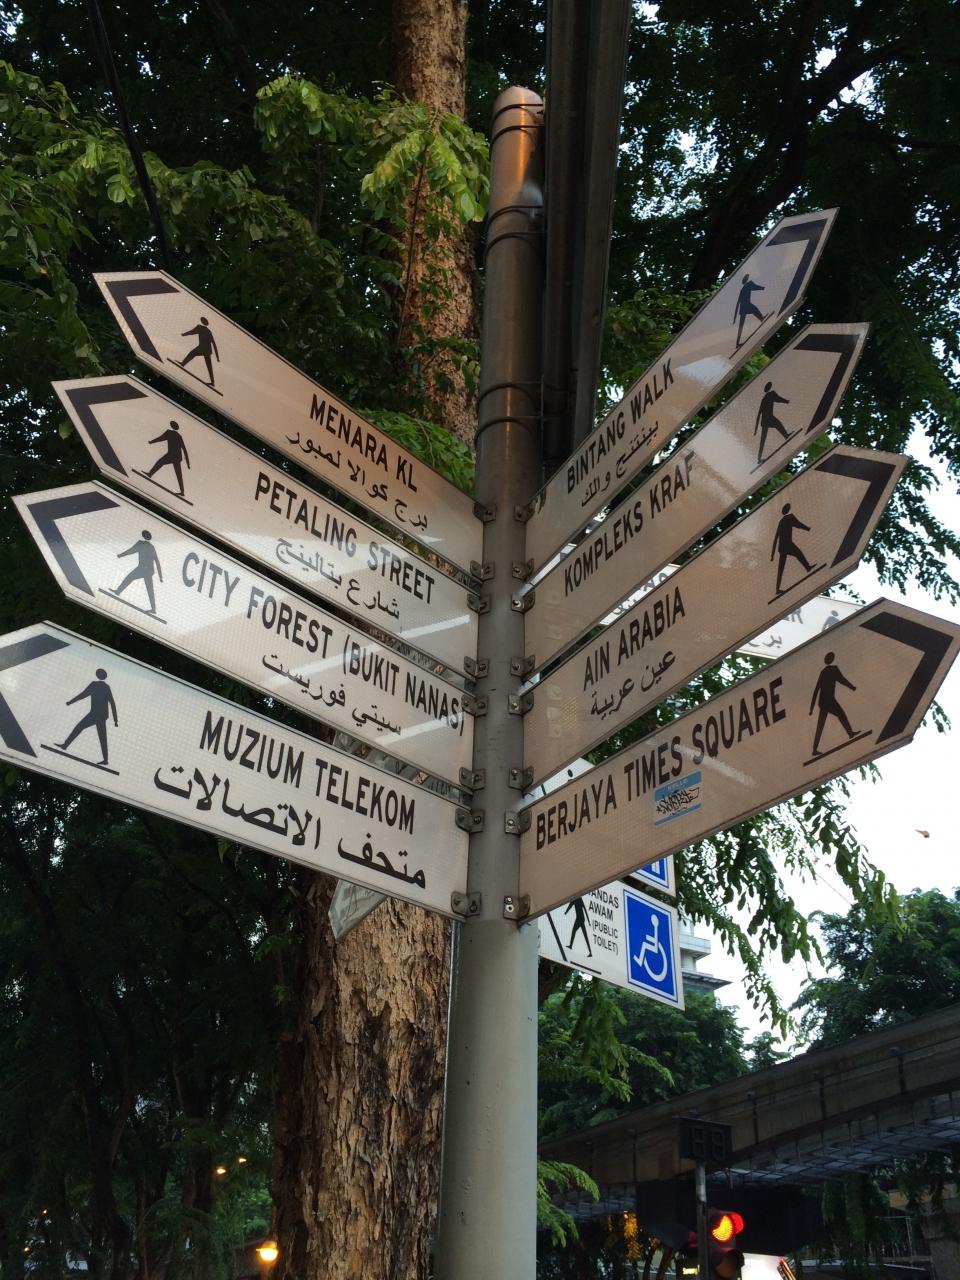 MENARA KL
برج كوالا لمبور
PETALING STREET
شارع بتالينج
CITY FOREST (BUKIT NANAS)
سيتي فوريست
MUZIUM TELEKOM
متحف الاتصالات
BINTANG WALK
بينتنج والك
KOMPLEKS KRAF
AIN ARABIA
عين عربية
BERJAYA TIMES SQUARE
AWAM
(PUBLIC
TOILET)